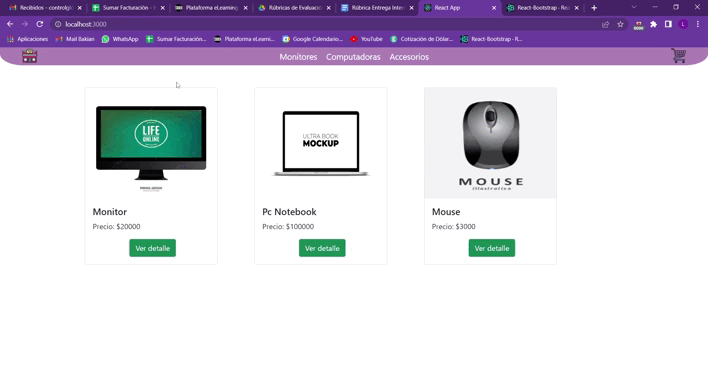 Recibidos - controlglo
Sumar Facturación - M
Plataforma eLearning
Rúbricas de Evaluació
Rúbrica Entrega Inter
React App
React-Bootstrap - Rea
localhost:3000
L
Aplicaciones
Mail Bakian
WhatsApp
Sumar Facturación...
Plataforma eLearni...
Google Calendario...
YouTube
Cotización de Dólar...
React-Bootstrap - R...
Monitores Computadoras Accesorios
LIFE
ONLINE
ULTRA BOOK
MOCKUP
MOUSE
illustration
Monitor
Precio: $20000
Ver detalle
Pc Notebook
Precio: $100000
Ver detalle
Mouse
Precio: $3000
Ver detalle